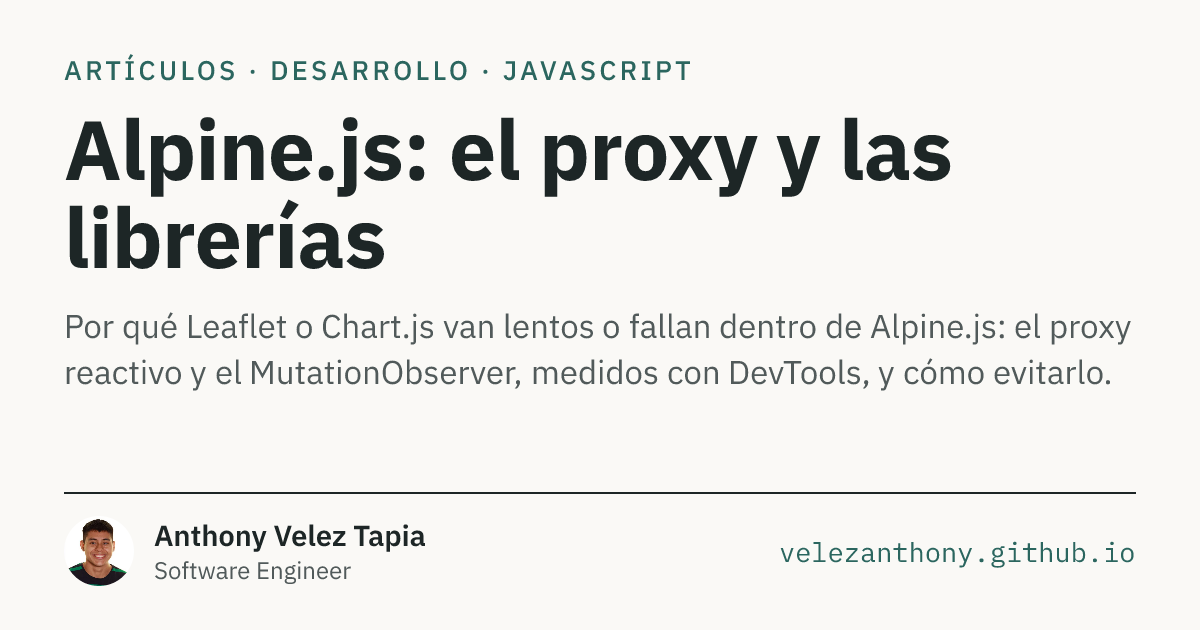 ARTÍCULOS · DESARROLLO · JAVASCRIPT
Alpine.js: el proxy y las
librerías
Por qué Leaflet o Chart.js van lentos o fallan dentro de Alpine.js: el proxy
reactivo y el MutationObserver, medidos con DevTools, y cómo evitarlo.
Anthony Velez Tapia
Software Engineer
velezanthony.github.io